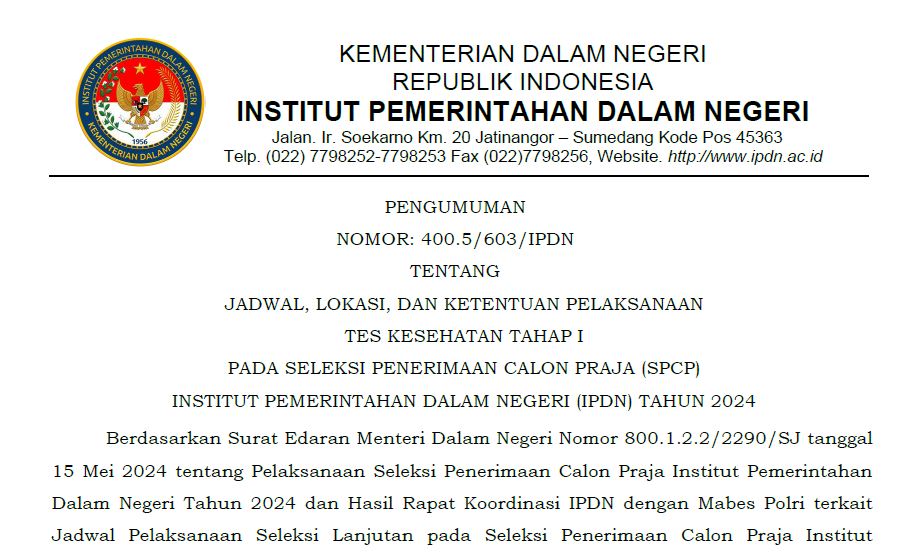 INSTITUT PEMERINTAHAN DALAM NEGERI
KEMENTERIAN DALAM NEGERI
1956
KEMENTERIAN DALAM NEGERI
REPUBLIK INDONESIA
INSTITUT PEMERINTAHAN DALAM NEGERI
Jalan. Ir. Soekarno Km. 20 Jatinangor – Sumedang Kode Pos 45363
Telp. (022) 7798252-7798253 Fax (022)7798256, Website. http://www.ipdn.ac.id
PENGUMUMAN
NOMOR: 400.5/603/IPDN
TENTANG
JADWAL, LOKASI, DAN KETENTUAN PELAKSANAAN
TES KESEHATAN TAHAP I
PADA SELEKSI PENERIMAAN CALON PRAJA (SPCP)
INSTITUT PEMERINTAHAN DALAM NEGERI (IPDN) TAHUN 2024
Berdasarkan Surat Edaran Menteri Dalam Negeri Nomor 800.1.2.2/2290/SJ tanggal
15 Mei 2024 tentang Pelaksanaan Seleksi Penerimaan Calon Praja Institut Pemerintahan
Dalam Negeri Tahun 2024 dan Hasil Rapat Koordinasi IPDN dengan Mabes Polri terkait
Jadwal Pelaksanaan Seleksi Lanjutan pada Seleksi Penerimaan Calon Praja Institut